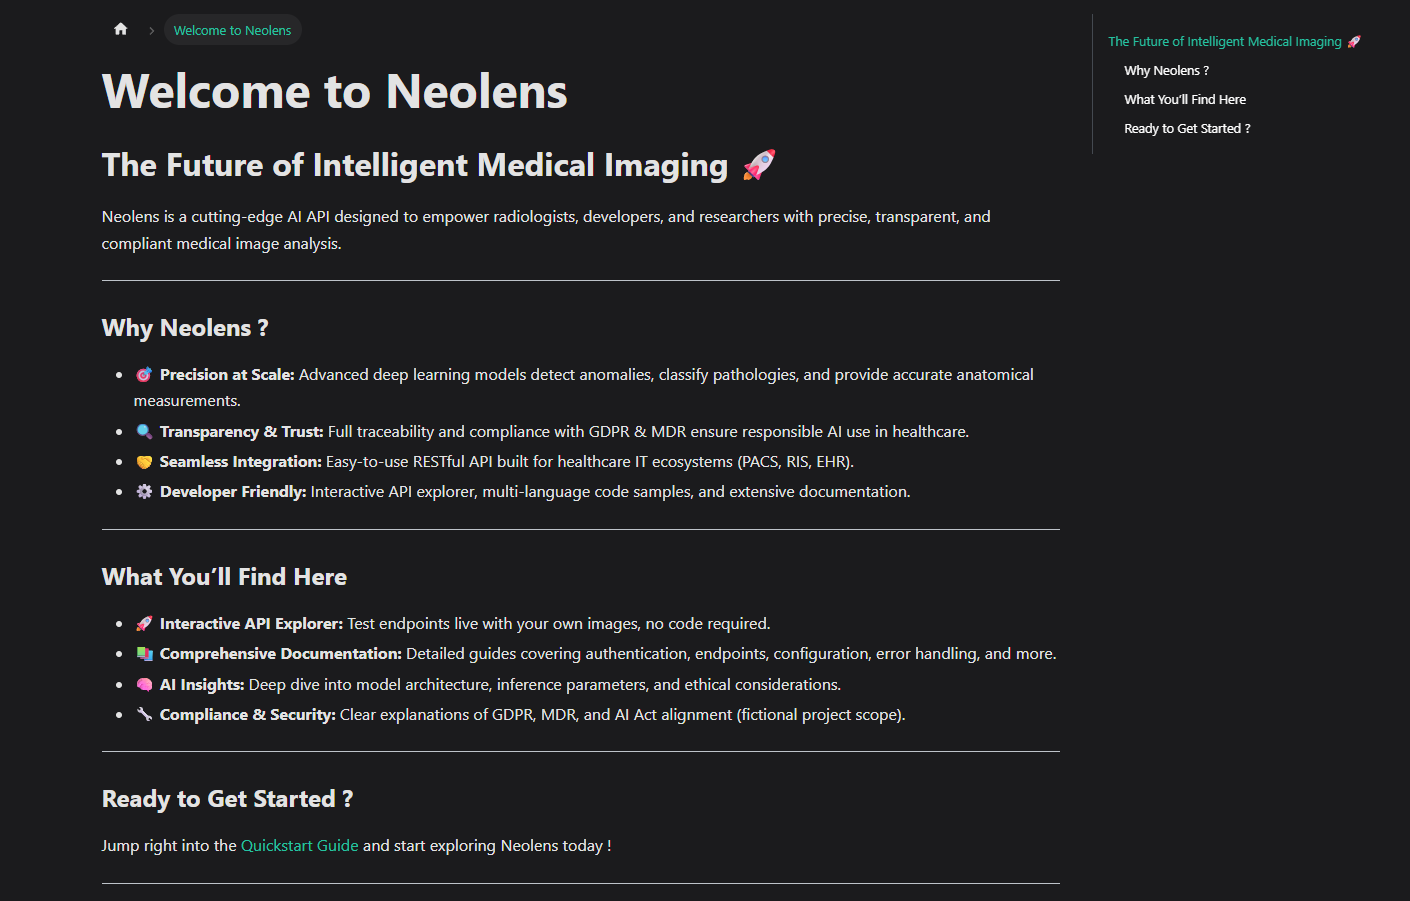 Welcome to Neolens
Welcome to Neolens
The Future of Intelligent Medical Imaging 🚀
Neolens is a cutting-edge AI API designed to empower radiologists, developers, and researchers with precise, transparent, and
compliant medical image analysis.
Why Neolens ?
🎯 Precision at Scale: Advanced deep learning models detect anomalies, classify pathologies, and provide accurate anatomical
measurements.
🔍 Transparency & Trust: Full traceability and compliance with GDPR & MDR ensure responsible AI use in healthcare.
🤝 Seamless Integration: Easy-to-use RESTful API built for healthcare IT ecosystems (PACS, RIS, EHR).
⚙️ Developer Friendly: Interactive API explorer, multi-language code samples, and extensive documentation.
What You’ll Find Here
🚀 Interactive API Explorer: Test endpoints live with your own images, no code required.
📚 Comprehensive Documentation: Detailed guides covering authentication, endpoints, configuration, error handling, and more.
🧠 AI Insights: Deep dive into model architecture, inference parameters, and ethical considerations.
🔧 Compliance & Security: Clear explanations of GDPR, MDR, and AI Act alignment (fictional project scope).
Ready to Get Started ?
Jump right into the Quickstart Guide and start exploring Neolens today !
The Future of Intelligent Medical Imaging 🚀
Why Neolens ?
What You’ll Find Here
Ready to Get Started ?